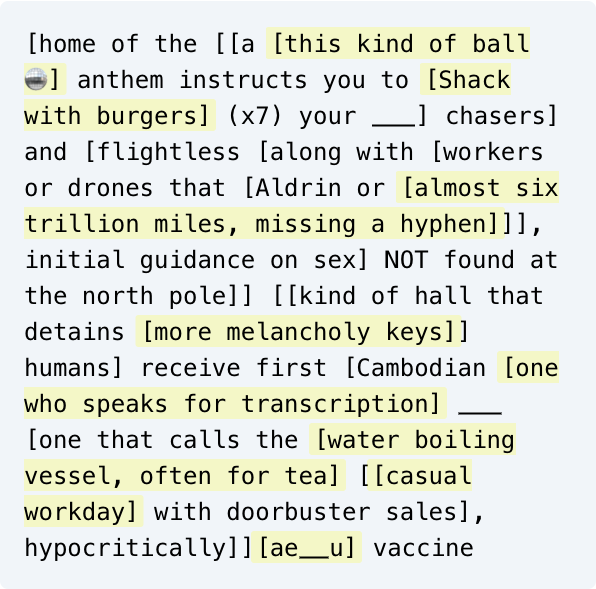 [home of the [[a [this kind of ball
🪩] anthem instructs you to [Shack
with burgers] (x7) your ___] chasers]
and [flightless [along with [workers
or drones that [Aldrin or [almost six
trillion miles, missing a hyphen]]],
initial guidance on sex] NOT found at
the north pole]] [[kind of hall that
detains [more melancholy keys]]
humans] receive first [Cambodian [one
who speaks for transcription] ___
[one that calls the [water boiling
vessel, often for tea] [[casual
workday] with doorbuster sales],
hypocritically]][ae__u] vaccine